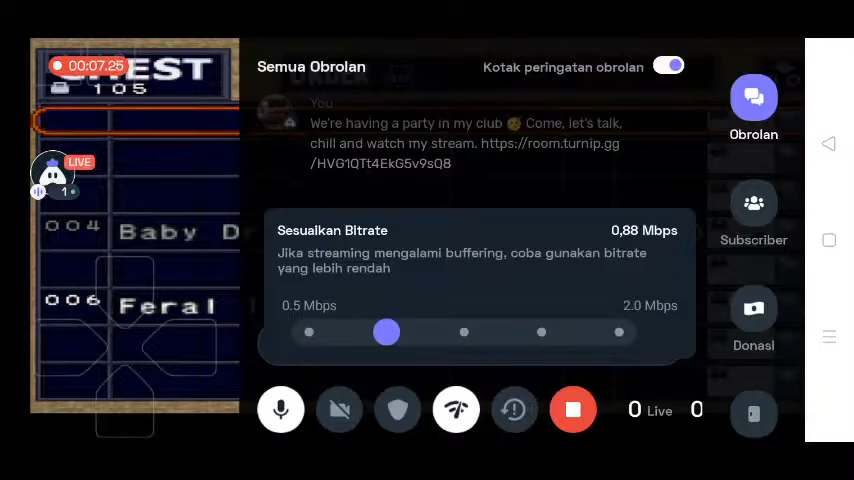 00:07.25
CHEST
105
LIVE
1
004 Baby D
006 Feral
Semua Obrolan
Kotak peringatan obrolan
You
We're having a party in my club 🥳 Come, let's talk,
chill and watch my stream. https://room.turnip.gg
/HVG1QTt4EkG5v9sQ8
Sesuaikan Bitrate
0,88 Mbps
Jika streaming mengalami buffering, coba gunakan bitrate
yang lebih rendah
0.5 Mbps
2.0 Mbps
0 Live 0
Obrolan
Subscriber
Donasi